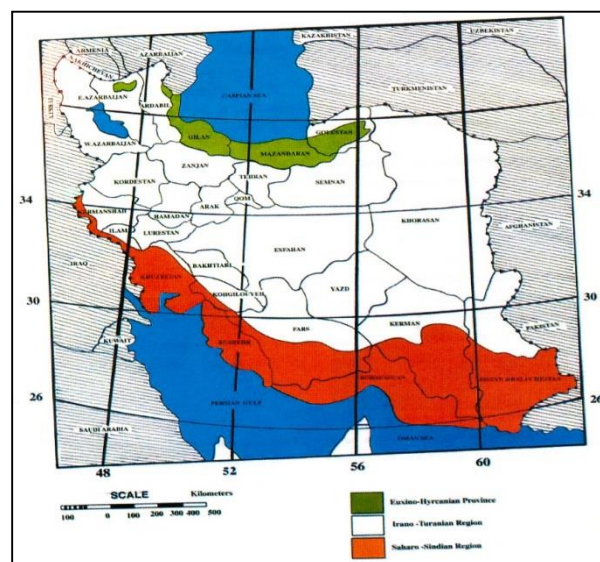 KAZAKHSTAN
UZBEKISTAN
ARMENIA
AZARBAIJAN
NAKHICHEVAN
CASPIAN SEA
TURKMENISTAN
E.AZARBAIJAN
ARDABIL
W.AZARBAIJAN
GILAN
GOLESTAN
MAZANDARAN
ZANJAN
TEHRAN
SEMNAN
KORDESTAN
QOM
34
34
KERMANSHAH
HAMADAN
ARAK
KHORASAN
AFGHANISTAN
ILAM
LURESTAN
ESFAHAN
IRAQ
BAKHTIARI
YAZD
30
30
KOHGILOUYEH
KERMAN
PAKISTAN
FARS
KUWAIT
26
26
PERSIAN GULF
SAUDI ARABIA
48
52
56
60
SCALE Kilometers
100 0 100 200 300 400 500
Euxino-Hyrcanian Province
Irano -Turanian Region
Saharo -Sindian Region